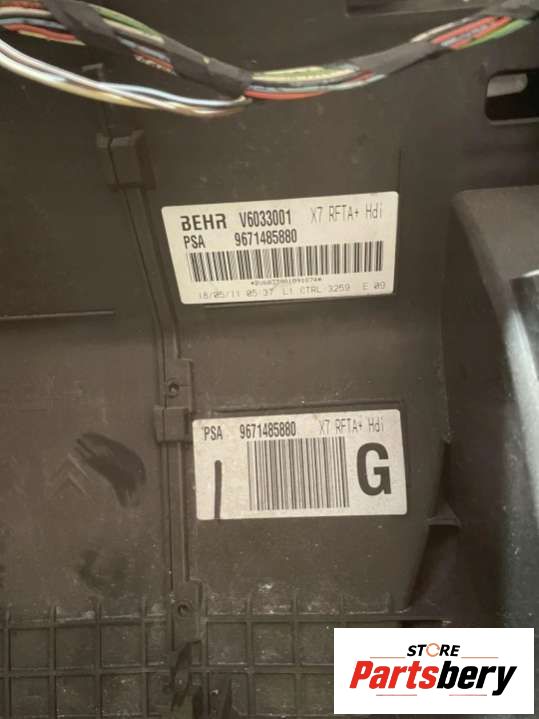 BEHR V6033001 X7 RFTA+ Hdi
PSA 9671485880
18/05/11 05:37 L1 CTRL 3259 E 09
PSA 9671485880 X7 RFTA+ Hdi
G
STORE
Partsbery